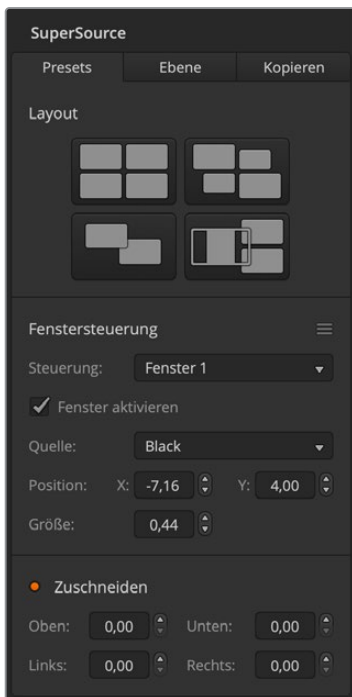 SuperSource
Presets Ebene Kopieren
Layout
Fenstersteuerung
Steuerung: Fenster 1
Fenster aktivieren
Quelle: Black
Position: X: -7,16 Y: 4,00
Größe: 0,44
Zuschneiden
Oben: 0,00 Unten: 0,00
Links: 0,00 Rechts: 0,00